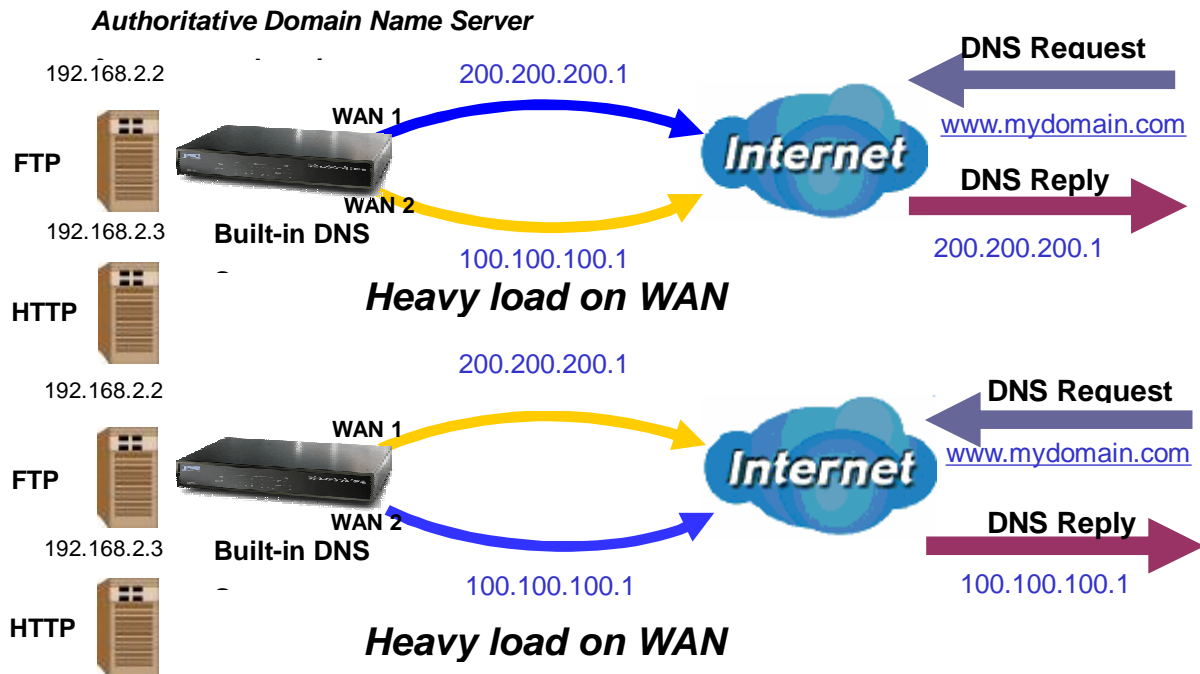 Authoritative Domain Name Server
192.168.2.2
200.200.200.1
DNS Request
WAN 1
www.mydomain.com
FTP
Internet
DNS Reply
WAN 2
192.168.2.3
Built-in DNS
200.200.200.1
100.100.100.1
Heavy load on WAN
HTTP
200.200.200.1
192.168.2.2
DNS Request
WAN 1
www.mydomain.com
FTP
Internet
WAN 2
DNS Reply
192.168.2.3
Built-in DNS
100.100.100.1
100.100.100.1
HTTP
Heavy load on WAN